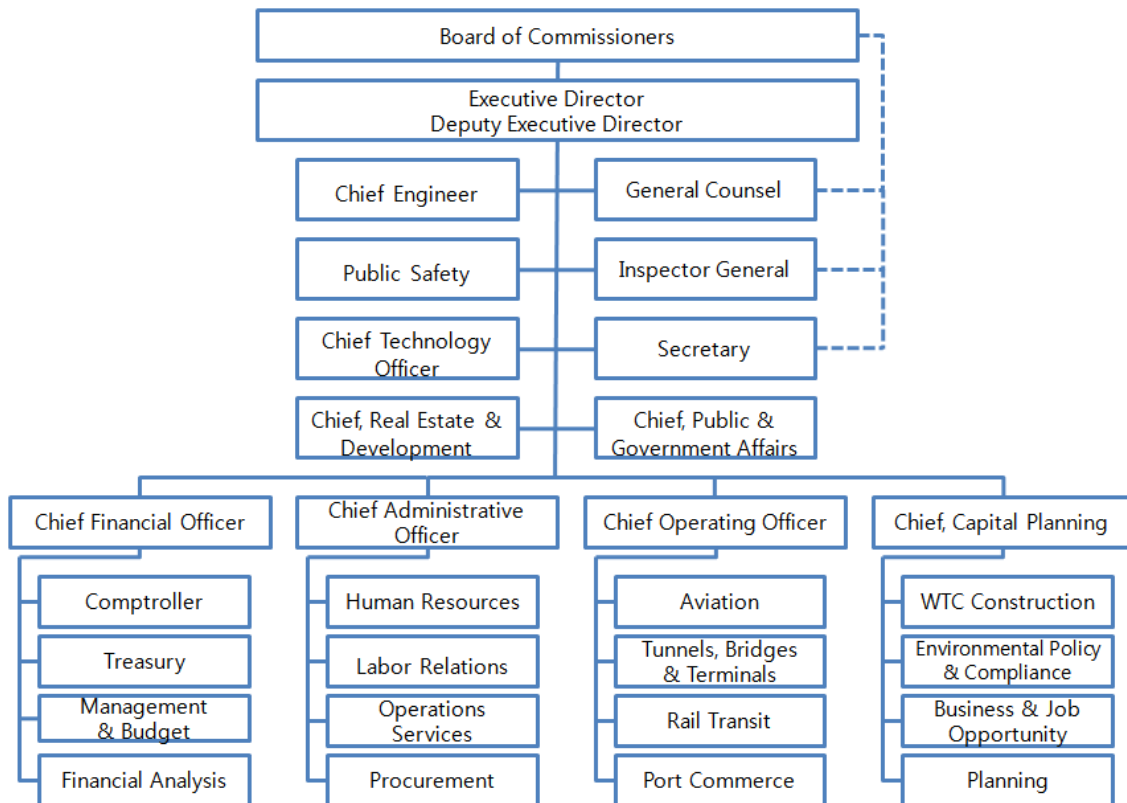 Board of Commissioners
Executive Director
Deputy Executive Director
Chief Engineer
General Counsel
Public Safety
Inspector General
Chief Technology
Officer
Secretary
Chief, Real Estate &
Development
Chief, Public &
Government Affairs
Chief Financial Officer
Chief Administrative
Officer
Chief Operating Officer
Chief, Capital Planning
Comptroller
Human Resources
Aviation
WTC Construction
Treasury
Labor Relations
Tunnels, Bridges
& Terminals
Environmental Policy
& Compliance
Management
& Budget
Operations
Services
Rail Transit
Business & Job
Opportunity
Financial Analysis
Procurement
Port Commerce
Planning